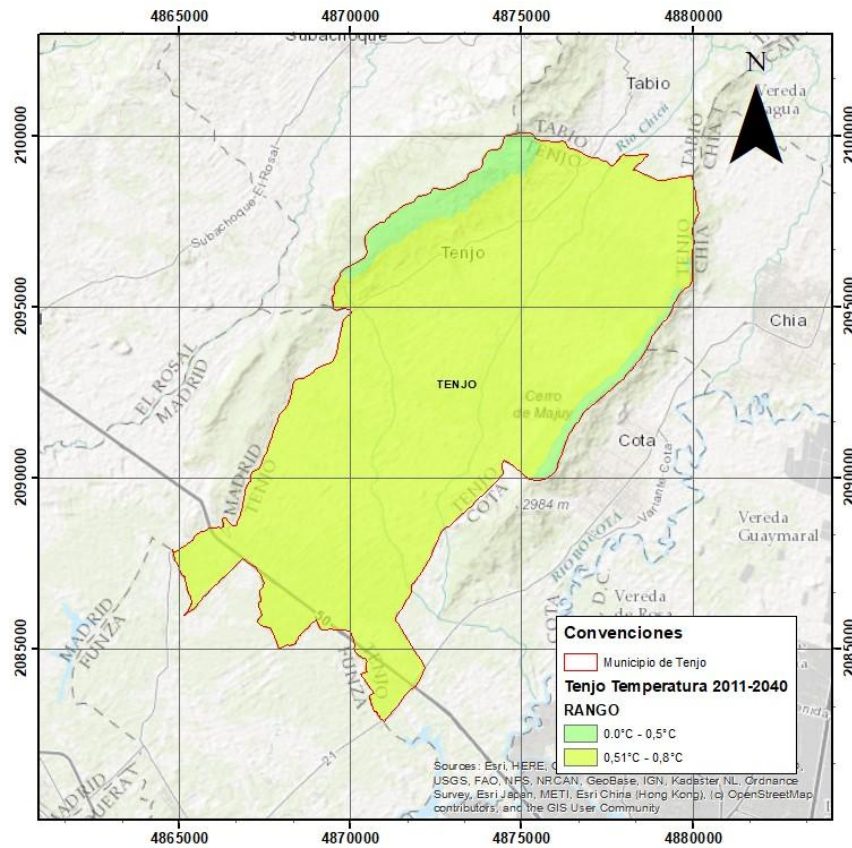 4865000 4870000 4875000 4880000
Subachoque
N
Tabio
Vereda
TABIO
TENJO
Rio Chicu
TABIO
CHIA
2100000 2100000
Subachoque-El Rosal
Tenjo
TENJO
CHIA
2095000 2095000
Chia
EL ROSAL
MADRID
TENJO
Cerro
de Majuy
Cota
MADRID
TENJO
TENJO
COTA
Variante Cota
2090000 2090000
2984 m
RIO BOGOTA
Vereda
Guaymaral
COTA
D.C
Vereda
de Rosa
MADRID
FUNZA
50
2085000 2085000
FUNZA
TENJO
21
MADRID
Convenciones
Municipio de Tenjo
Tenjo Temperatura 2011-2040
RANGO
0.0°C - 0,5°C
0,51°C - 0,8°C
Sources: Esri, HERE,
USGS, FAO, NPS, NRCAN, GeoBase, IGN, Kadaster NL, Ordnance
Survey, Esri Japan, METI, Esri China (Hong Kong), (c) OpenStreetMap
contributors, and the GIS User Community
4865000 4870000 4875000 4880000